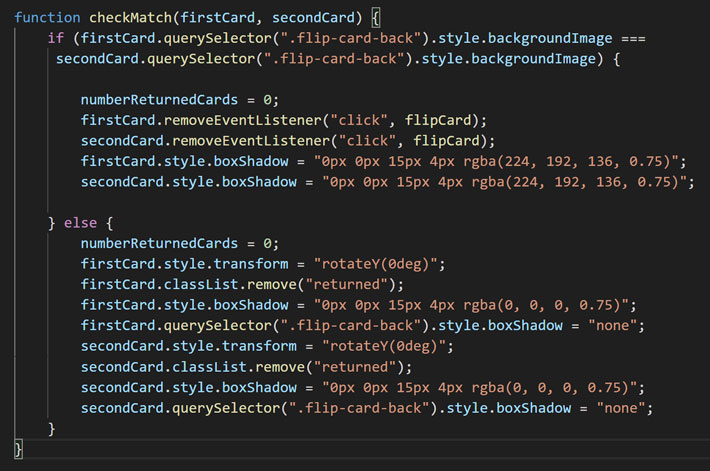 function checkMatch(firstCard, secondCard) {
    if (firstCard.querySelector(".flip-card-back").style.backgroundImage ===
     secondCard.querySelector(".flip-card-back").style.backgroundImage) {

        numberReturnedCards = 0;
        firstCard.removeEventListener("click", flipCard);
        secondCard.removeEventListener("click", flipCard);
        firstCard.style.boxShadow = "0px 0px 15px 4px rgba(224, 192, 136, 0.75)";
        secondCard.style.boxShadow = "0px 0px 15px 4px rgba(224, 192, 136, 0.75)";

    } else {
        numberReturnedCards = 0;
        firstCard.style.transform = "rotateY(0deg)";
        firstCard.classList.remove("returned");
        firstCard.style.boxShadow = "0px 0px 15px 4px rgba(0, 0, 0, 0.75)";
        firstCard.querySelector(".flip-card-back").style.boxShadow = "none";
        secondCard.style.transform = "rotateY(0deg)";
        secondCard.classList.remove("returned");
        secondCard.style.boxShadow = "0px 0px 15px 4px rgba(0, 0, 0, 0.75)";
        secondCard.querySelector(".flip-card-back").style.boxShadow = "none";
    }
}